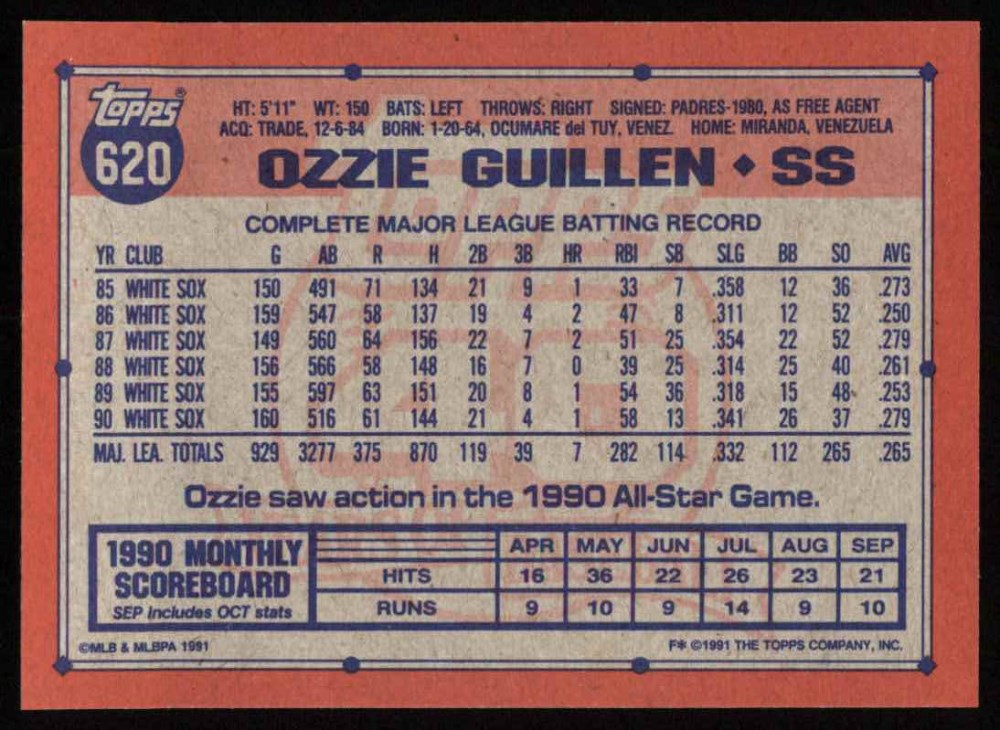 topps®
620
HT: 5'11" WT: 150 BATS: LEFT THROWS: RIGHT SIGNED: PADRES-1980, AS FREE AGENT
ACQ: TRADE, 12-6-84 BORN: 1-20-64, OCUMARE del TUY, VENEZ. HOME: MIRANDA, VENEZUELA
OZZIE GUILLEN ♦ SS
COMPLETE MAJOR LEAGUE BATTING RECORD
YR CLUB G AB R H 2B 3B HR RBI SB SLG BB SO AVG
85 WHITE SOX 150 491 71 134 21 9 1 33 7 .358 12 36 .273
86 WHITE SOX 159 547 58 137 19 4 2 47 8 .311 12 52 .250
87 WHITE SOX 149 560 64 156 22 7 2 51 25 .354 22 52 .279
88 WHITE SOX 156 566 58 148 16 7 0 39 25 .314 25 40 .261
89 WHITE SOX 155 597 63 151 20 8 1 54 36 .318 15 48 .253
90 WHITE SOX 160 516 61 144 21 4 1 58 13 .341 26 37 .279
MAJ. LEA. TOTALS 929 3277 375 870 119 39 7 282 114 .332 112 265 .265
Ozzie saw action in the 1990 All-Star Game.
1990 MONTHLY
SCOREBOARD
SEP includes OCT stats
APR MAY JUN JUL AUG SEP
HITS 16 36 22 26 23 21
RUNS 9 10 9 14 9 10
©MLB & MLBPA 1991
F* ©1991 THE TOPPS COMPANY, INC.